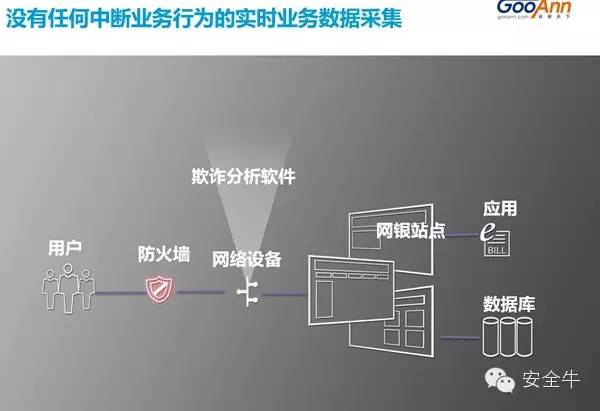 没有任何中断业务行为的实时业务数据采集
GooAnn
欺诈分析软件
用户
防火墙
网络设备
网银站点
应用
e
BILL
数据库
安全牛